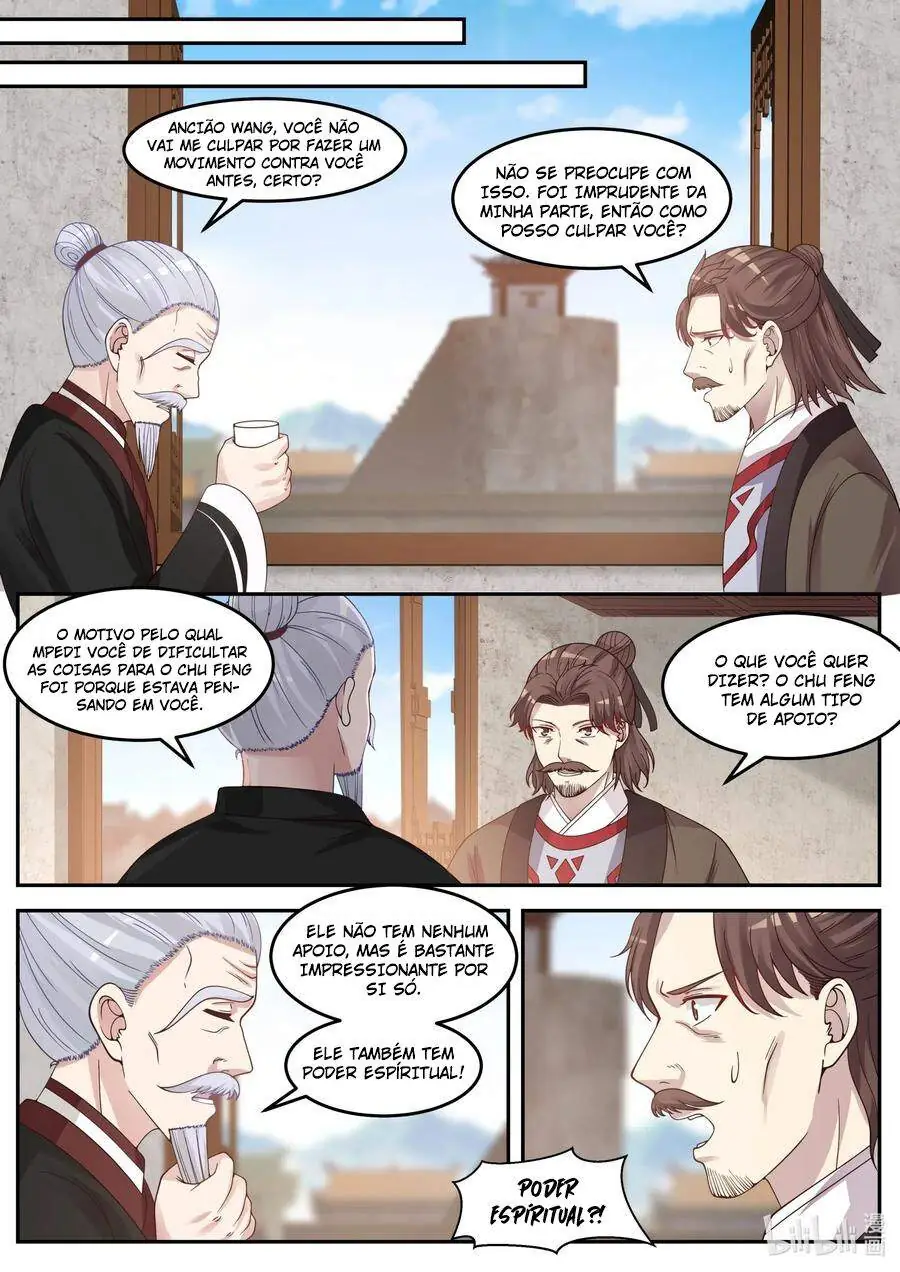 ANCIÃO WANG, VOCÊ NÃO
VAI ME CULPAR POR FAZER UM
MOVIMENTO CONTRA VOCÊ
ANTES, CERTO?
NÃO SE PREOCUPE COM
ISSO. FOI IMPRUDENTE DA
MINHA PARTE, ENTÃO COMO
POSSO CULPAR VOCÊ?
O MOTIVO PELO QUAL
MPEDI VOCÊ DE DIFICULTAR
AS COISAS PARA O CHU FENG
FOI PORQUE ESTAVA PEN-
SANDO EM VOCÊ.
O QUE VOCÊ QUER
DIZER? O CHU FENG
TEM ALGUM TIPO
DE APOIO?
ELE NÃO TEM NENHUM
APOIO, MAS É BASTANTE
IMPRESSIONANTE POR
SI SÓ.
ELE TAMBÉM TEM
PODER ESPÍRITUAL!
PODER
ESPÍRITUAL?!
bilibili 漫画